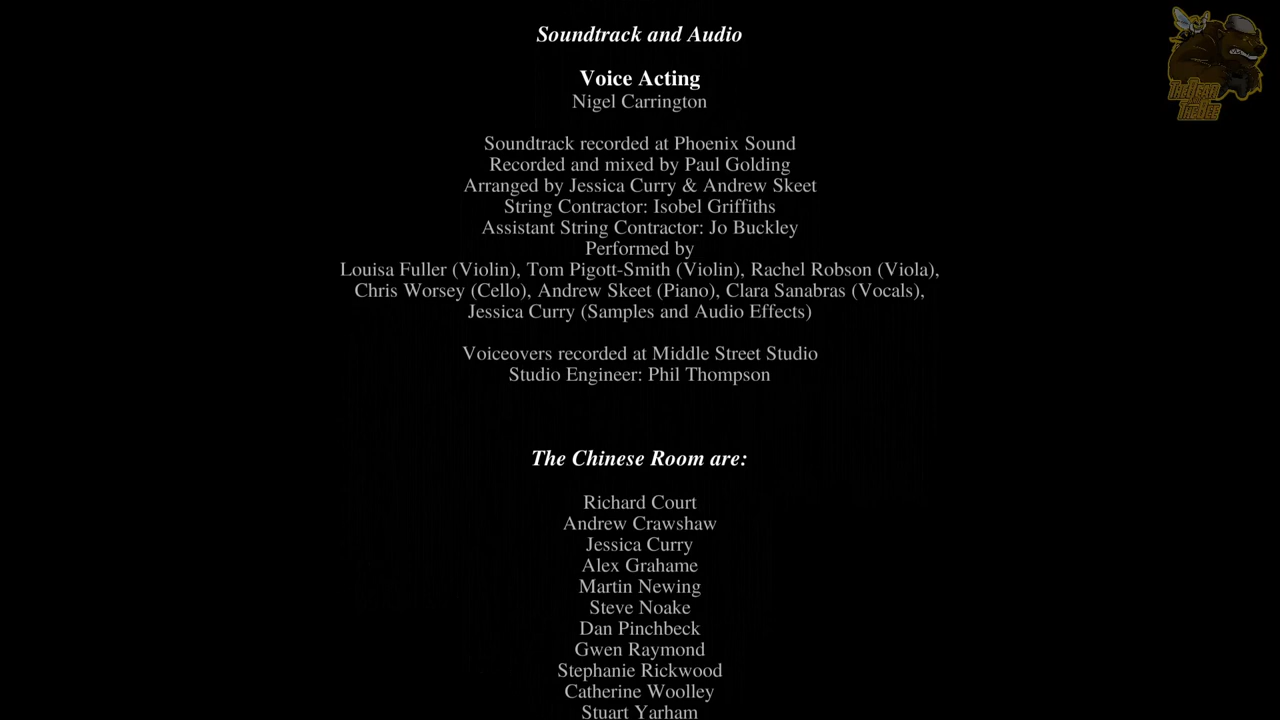 Soundtrack and Audio
Voice Acting
Nigel Carrington
Soundtrack recorded at Phoenix Sound
Recorded and mixed by Paul Golding
Arranged by Jessica Curry & Andrew Skeet
String Contractor: Isobel Griffiths
Assistant String Contractor: Jo Buckley
Performed by
Louisa Fuller (Violin), Tom Pigott-Smith (Violin), Rachel Robson (Viola),
Chris Worsey (Cello), Andrew Skeet (Piano), Clara Sanabras (Vocals),
Jessica Curry (Samples and Audio Effects)
Voiceovers recorded at Middle Street Studio
Studio Engineer: Phil Thompson
The Chinese Room are:
Richard Court
Andrew Crawshaw
Jessica Curry
Alex Grahame
Martin Newing
Steve Noake
Dan Pinchbeck
Gwen Raymond
Stephanie Rickwood
Catherine Woolley
Stuart Yarham
TheBear
TheBee